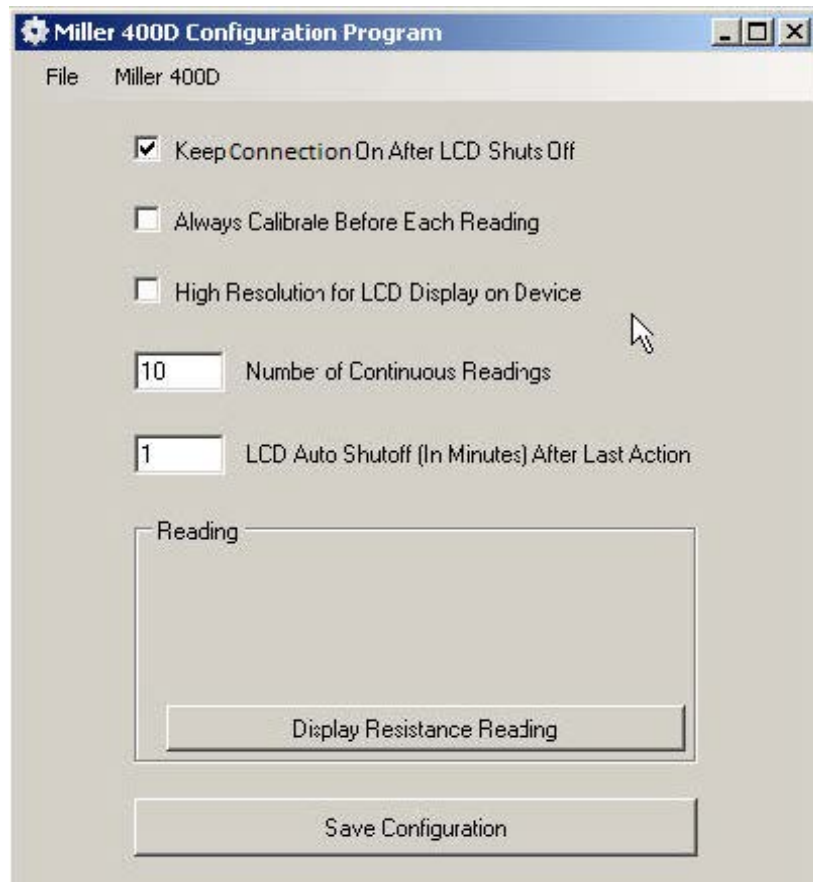 Miller 400D Configuration Program
File Miller 400D
Keep Connection On After LCD Shuts Off
Always Calibrate Before Each Reading
High Resolution for LCD Display on Device
10 Number of Continuous Readings
1 LCD Auto Shutoff (In Minutes) After Last Action
Reading
Display Resistance Reading
Save Configuration